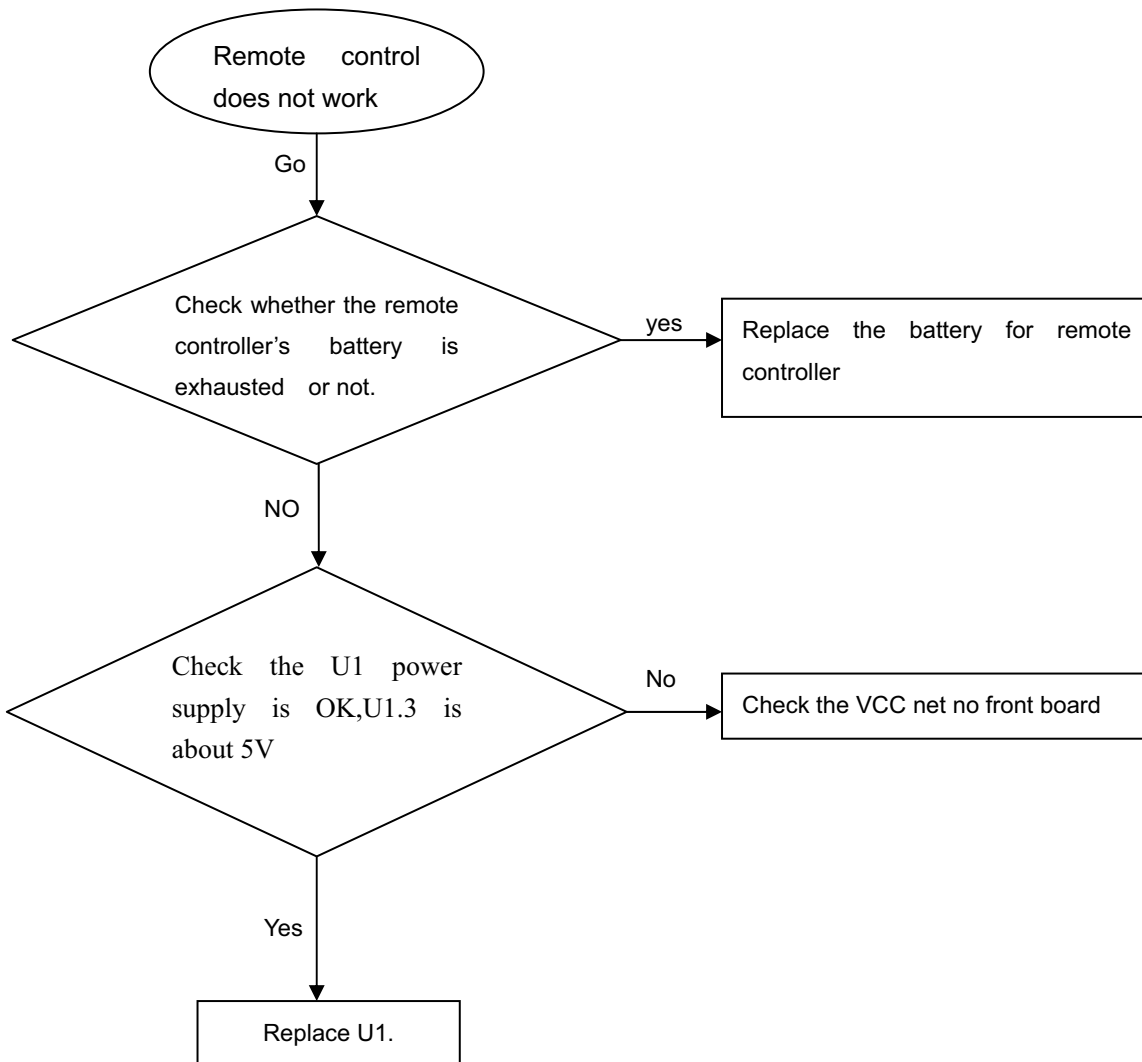 Remote control
does not work
Go
Check whether the remote
controller's battery is
exhausted or not.
yes
Replace the battery for remote
controller
NO
Check the U1 power
supply is OK,U1.3 is
about 5V
No
Check the VCC net no front board
Yes
Replace U1.